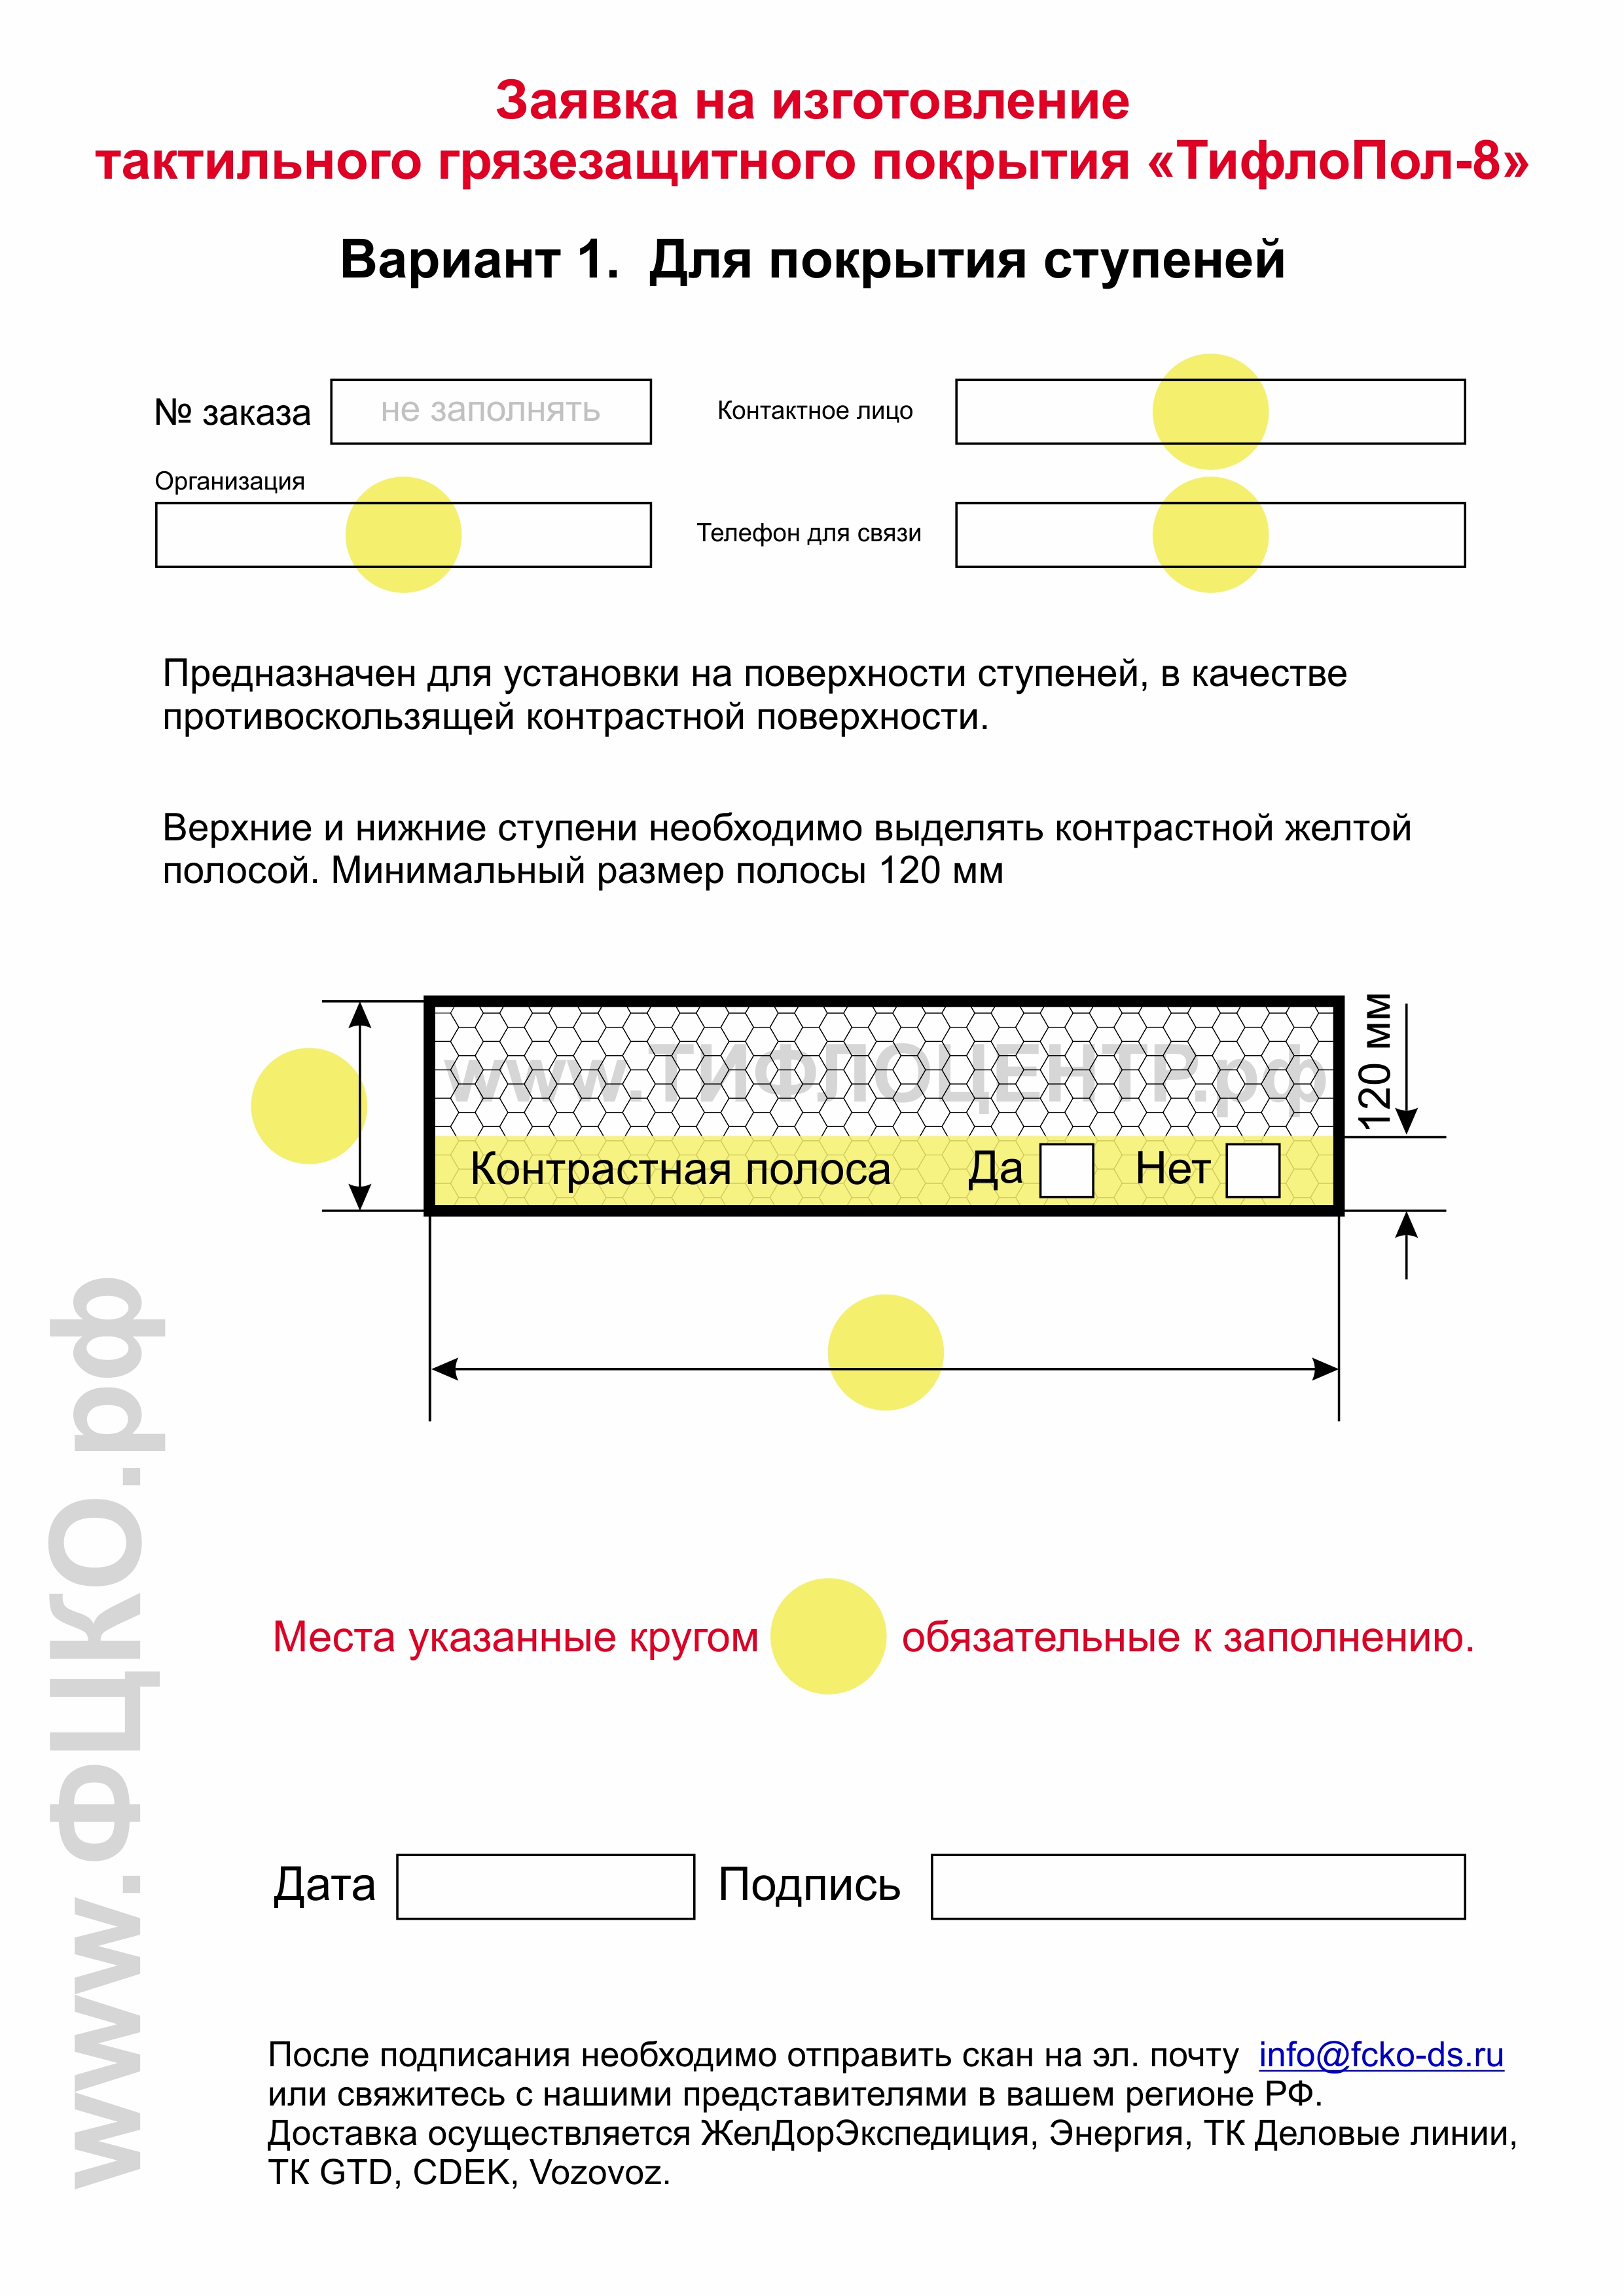 Заявка на изготовление
тактильного грязезащитного покрытия «ТифлоПол-8»
Вариант 1. Для покрытия ступеней
№ заказа
не заполнять
Контактное лицо
Организация
Телефон для связи
Предназначен для установки на поверхности ступеней, в качестве
противоскользящей контрастной поверхности.
Верхние и нижние ступени необходимо выделять контрастной желтой
полосой. Минимальный размер полосы 120 мм
www.ТИФЛОЦЕНТР.рф
120 мм
Контрастная полоса Да Нет
www.ФЦКО.рф
Места указанные кругом обязательные к заполнению.
Дата Подпись
После подписания необходимо отправить скан на эл. почту info@fcko-ds.ru
или свяжитесь с нашими представителями в вашем регионе РФ.
Доставка осуществляется ЖелДорЭкспедиция, Энергия, ТК Деловые линии,
ТК GTD, CDEK, Vozovoz.